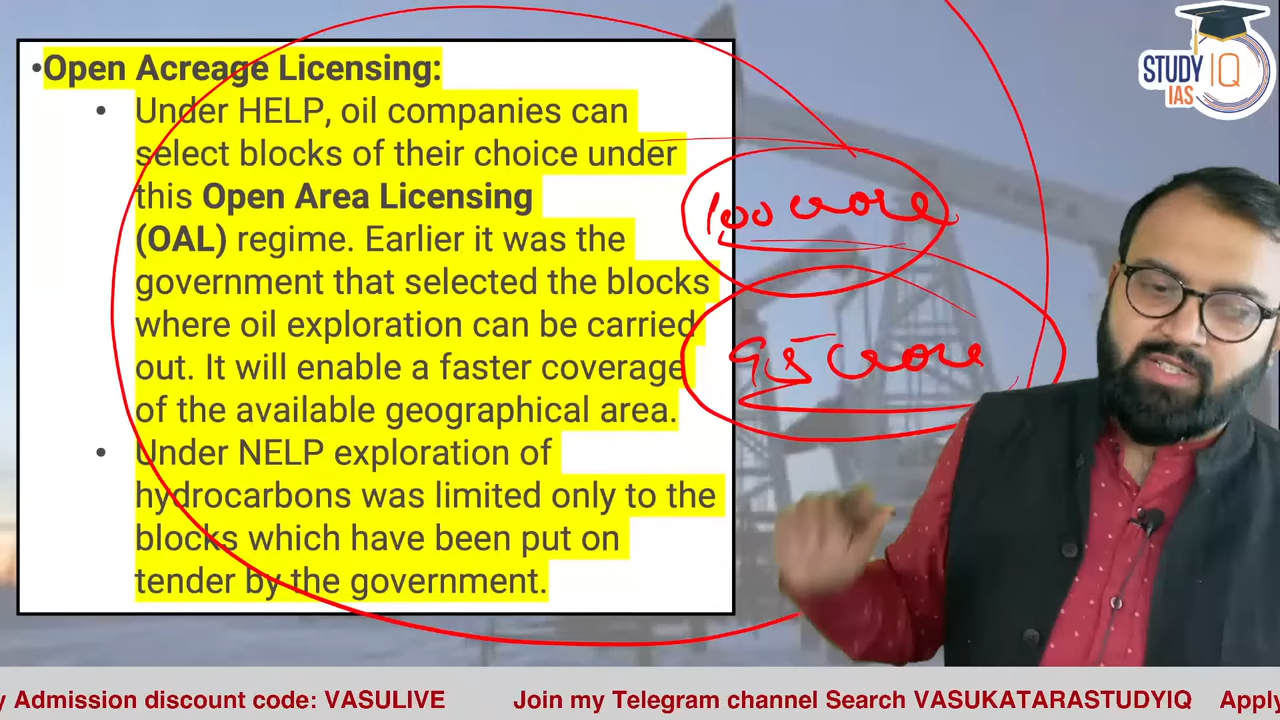 •Open Acreage Licensing:
• Under HELP, oil companies can
select blocks of their choice under
this Open Area Licensing
(OAL) regime. Earlier it was the
government that selected the blocks
where oil exploration can be carried
out. It will enable a faster coverage
of the available geographical area.
• Under NELP exploration of
hydrocarbons was limited only to the
blocks which have been put on
tender by the government.
100 crore
95 crore
STUDY IQ
IAS
y Admission discount code: VASULIVE Join my Telegram channel Search VASUKATARASTUDYIQ Apply